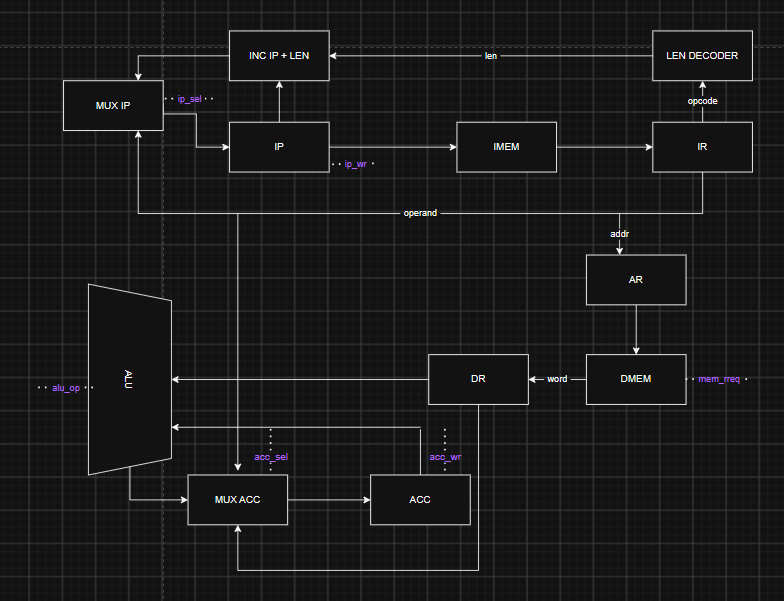 INC IP + LEN
len
LEN DECODER
MUX IP
ip_sel
opcode
IP
IMEM
IR
ip_wr
operand
addr
AR
ALU
alu_op
DR
word
DMEM
mem_rreq
acc_sel
acc_wr
MUX ACC
ACC